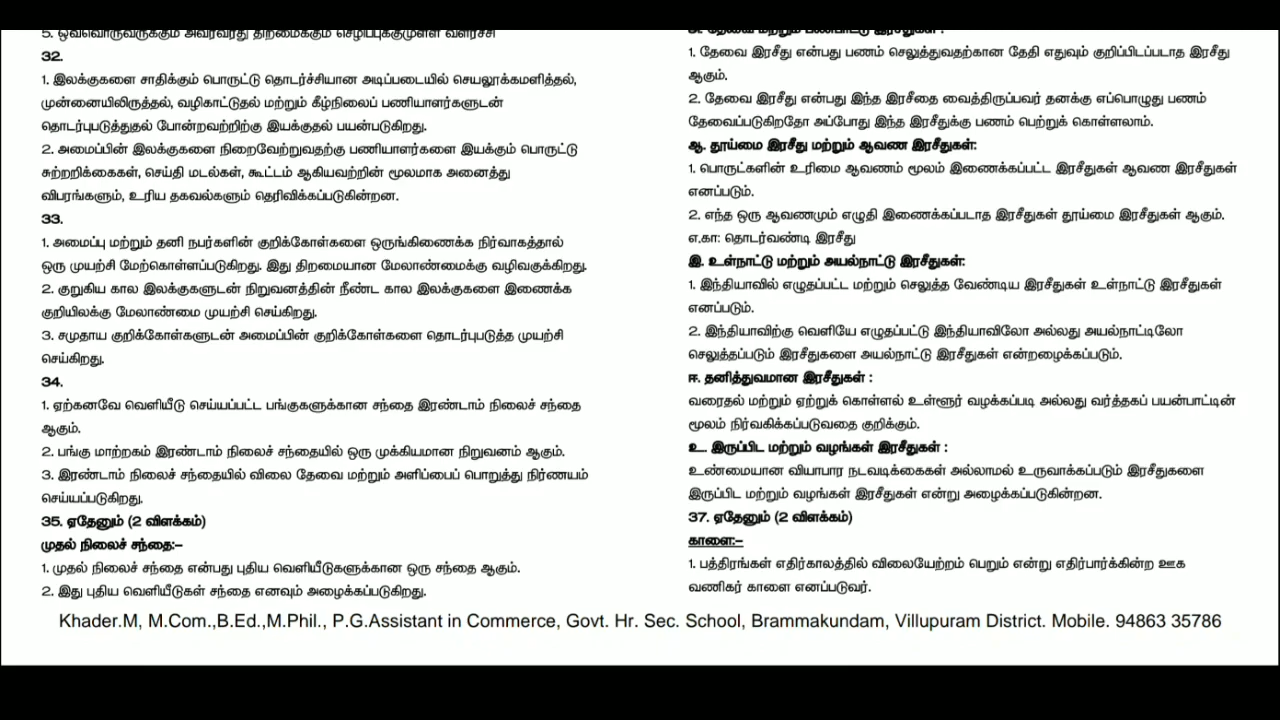 5. ஒவ்வொருவருக்கும் அவரவரது திறமைக்கும் செழிப்புக்குமுள்ள வளர்ச்சி
32.
1. இலக்குகளை சாதிக்கும் பொருட்டு தொடர்ச்சியான அடிப்படையில் செயலூக்கமளித்தல்,
முன்னையிலிருத்தல், வழிகாட்டுதல் மற்றும் கீழ்நிலைப் பணியாளர்களுடன்
தொடர்புபடுத்துதல் போன்றவற்றிற்கு இயக்குதல் பயன்படுகிறது.
2. அமைப்பின் இலக்குகளை நிறைவேற்றுவதற்கு பணியாளர்களை இயக்கும் பொருட்டு
சுற்றறிக்கைகள், செய்தி மடல்கள், கூட்டம் ஆகியவற்றின் மூலமாக அனைத்து
விபரங்களும், உரிய தகவல்களும் தெரிவிக்கப்படுகின்றன.
33.
1. அமைப்பு மற்றும் தனி நபர்களின் குறிக்கோள்களை ஒருங்கிணைக்க நிர்வாகத்தால்
ஒரு முயற்சி மேற்கொள்ளப்படுகிறது. இது திறமையான மேலாண்மைக்கு வழிவகுக்கிறது.
2. குறுகிய கால இலக்குகளுடன் நிறுவனத்தின் நீண்ட கால இலக்குகளை இணைக்க
குறியிலக்கு மேலாண்மை முயற்சி செய்கிறது.
3. சமுதாய குறிக்கோள்களுடன் அமைப்பின் குறிக்கோள்களை தொடர்புபடுத்த முயற்சி
செய்கிறது.
34.
1. ஏற்கனவே வெளியீடு செய்யப்பட்ட பங்குகளுக்கான சந்தை இரண்டாம் நிலைச் சந்தை
ஆகும்.
2. பங்கு மாற்றகம் இரண்டாம் நிலைச் சந்தையில் ஒரு முக்கியமான நிறுவனம் ஆகும்.
3. இரண்டாம் நிலைச் சந்தையில் விலை தேவை மற்றும் அளிப்பைப் பொறுத்து நிர்ணயம்
செய்யப்படுகிறது.
35. ஏதேனும் (2 விளக்கம்)
முதல் நிலைச் சந்தை:-
1. முதல் நிலைச் சந்தை என்பது புதிய வெளியீடுகளுக்கான ஒரு சந்தை ஆகும்.
2. இது புதிய வெளியீடுகள் சந்தை எனவும் அழைக்கப்படுகிறது.
அ. தேவை மற்றும் பண்பாட்டு இரசீதுகள் :
1. தேவை இரசீது என்பது பணம் செலுத்துவதற்கான தேதி எதுவும் குறிப்பிடப்படாத இரசீது
ஆகும்.
2. தேவை இரசீது என்பது இந்த இரசீதை வைத்திருப்பவர் தனக்கு எப்பொழுது பணம்
தேவைப்படுகிறதோ அப்போது இந்த இரசீதுக்கு பணம் பெற்றுக் கொள்ளலாம்.
ஆ. தூய்மை இரசீது மற்றும் ஆவண இரசீதுகள்:
1. பொருட்களின் உரிமை ஆவணம் மூலம் இணைக்கப்பட்ட இரசீதுகள் ஆவண இரசீதுகள்
எனப்படும்.
2. எந்த ஒரு ஆவணமும் எழுதி இணைக்கப்படாத இரசீதுகள் தூய்மை இரசீதுகள் ஆகும்.
எ.கா: தொடர்வண்டி இரசீது
இ. உள்நாட்டு மற்றும் அயல்நாட்டு இரசீதுகள்:
1. இந்தியாவில் எழுதப்பட்ட மற்றும் செலுத்த வேண்டிய இரசீதுகள் உள்நாட்டு இரசீதுகள்
எனப்படும்.
2. இந்தியாவிற்கு வெளியே எழுதப்பட்டு இந்தியாவிலோ அல்லது அயல்நாட்டிலோ
செலுத்தப்படும் இரசீதுகளை அயல்நாட்டு இரசீதுகள் என்றழைக்கப்படும்.
ஈ. தனித்துவமான இரசீதுகள் :
வரைதல் மற்றும் ஏற்றுக் கொள்ளல் உள்ளூர் வழக்கப்படி அல்லது வர்த்தகப் பயன்பாட்டின்
மூலம் நிர்வகிக்கப்படுவதை குறிக்கும்.
உ. இருப்பிட மற்றும் வழங்கள் இரசீதுகள் :
உண்மையான வியாபார நடவடிக்கைகள் அல்லாமல் உருவாக்கப்படும் இரசீதுகளை
இருப்பிட மற்றும் வழங்கள் இரசீதுகள் என்று அழைக்கப்படுகின்றன.
37. ஏதேனும் (2 விளக்கம்)
காளை:-
1. பத்திரங்கள் எதிர்காலத்தில் விலையேற்றம் பெறும் என்று எதிர்பார்க்கின்ற ஊக
வணிகர் காளை எனப்படுவர்.
Khader.M, M.Com.,B.Ed.,M.Phil., P.G.Assistant in Commerce, Govt. Hr. Sec. School, Brammakundam, Villupuram District. Mobile. 94863 35786